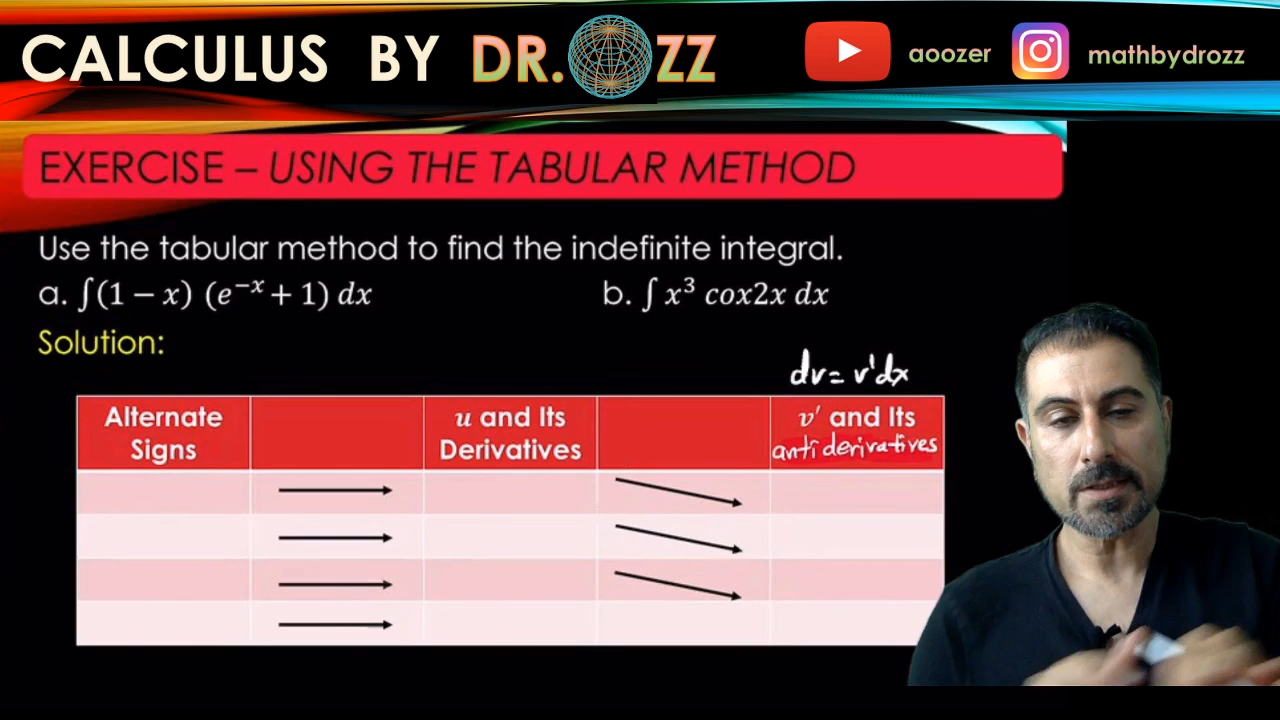 CALCULUS BY DR. ZZ
aoozer
mathbydrozz
EXERCISE – USING THE TABULAR METHOD
Use the tabular method to find the indefinite integral.
a. ∫(1 − x) (e⁻ˣ + 1) dx
b. ∫ x³ cox2x dx
Solution:
dv = v'dx
Alternate
Signs
u and Its
Derivatives
v′ and Its
antiderivatives